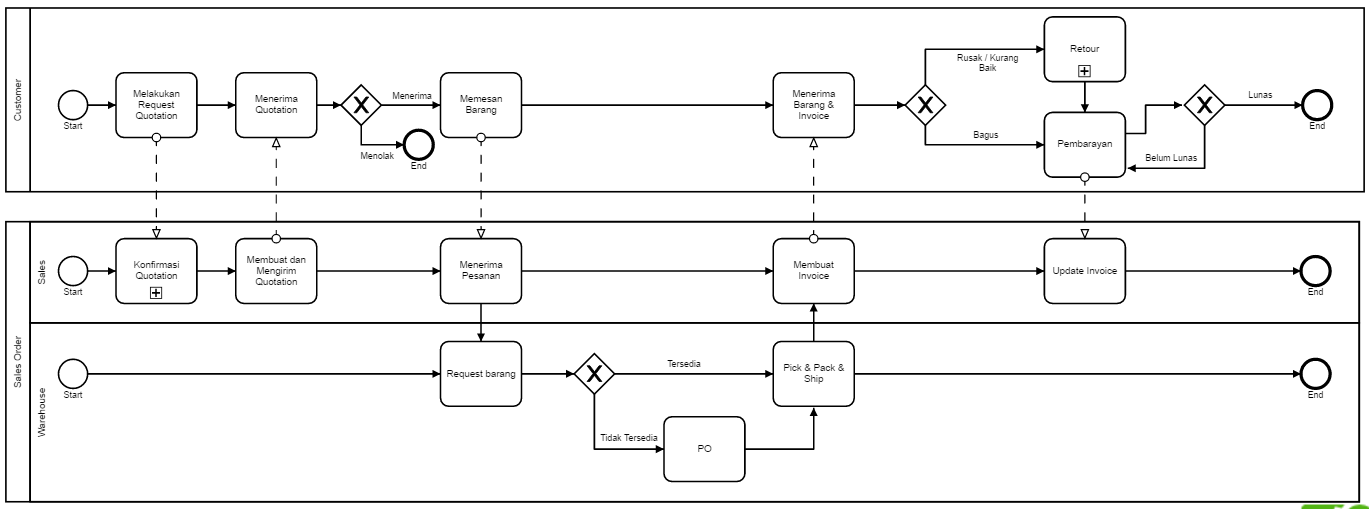 Customer
Start
Melakukan
Request
Quotation
Menerima
Quotation
Menerima
Menolak
End
Memesan
Barang
Menerima
Barang &
Invoice
Rusak / Kurang
Baik
Bagus
Retour
Pembarayan
Lunas
Belum Lunas
End
Sales Order
Sales
Start
Konfirmasi
Quotation
Membuat dan
Mengirim
Quotation
Menerima
Pesanan
Membuat
Invoice
Update Invoice
End
Warehouse
Start
Request barang
Tersedia
Tidak Tersedia
PO
Pick & Pack &
Ship
End